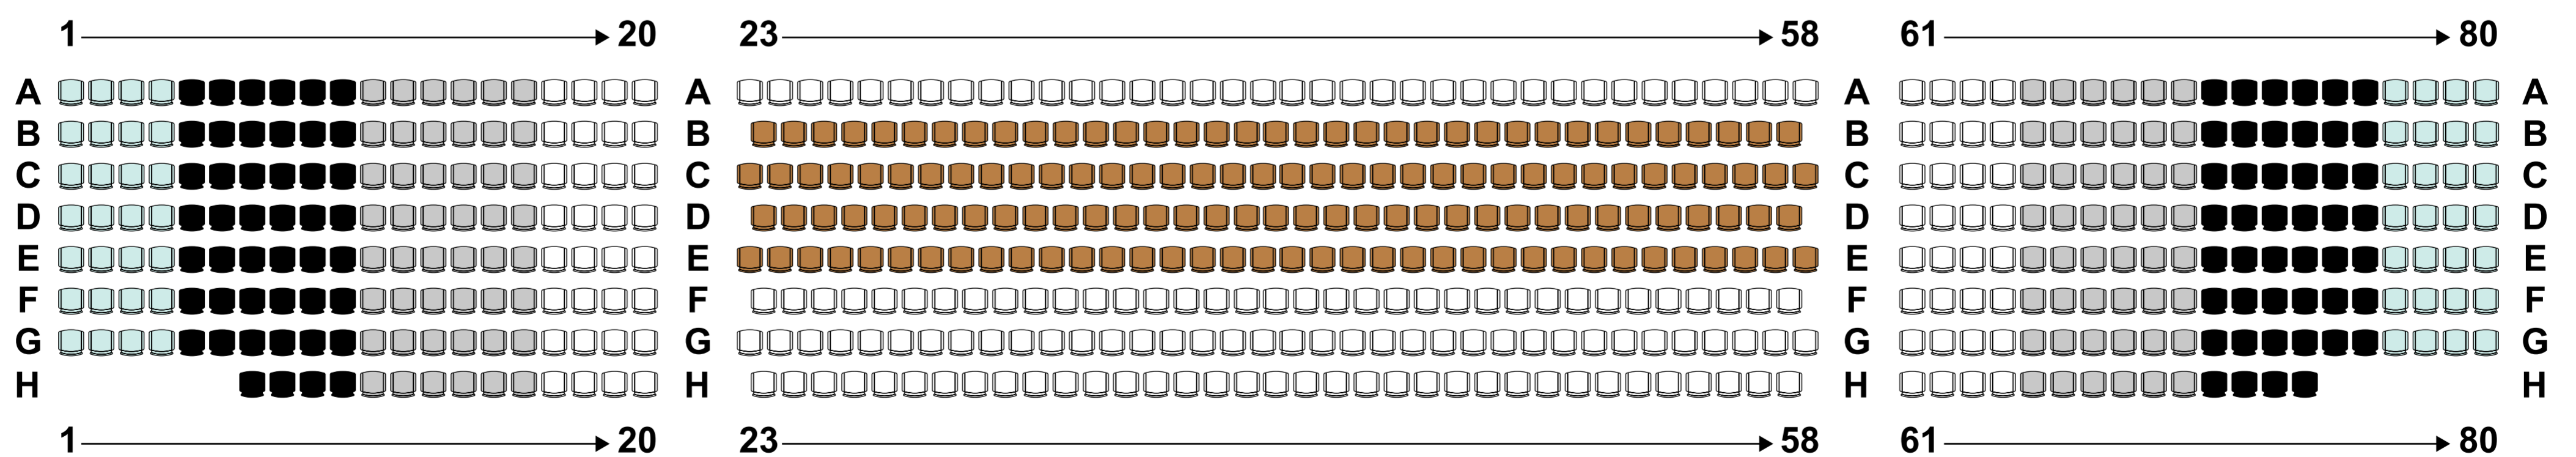 1 20 23 58 61 80
A A A A
B B B B
C C C C
D D D D
E E E E
F F F F
G G G G
H H H H
1 20 23 58 61 80